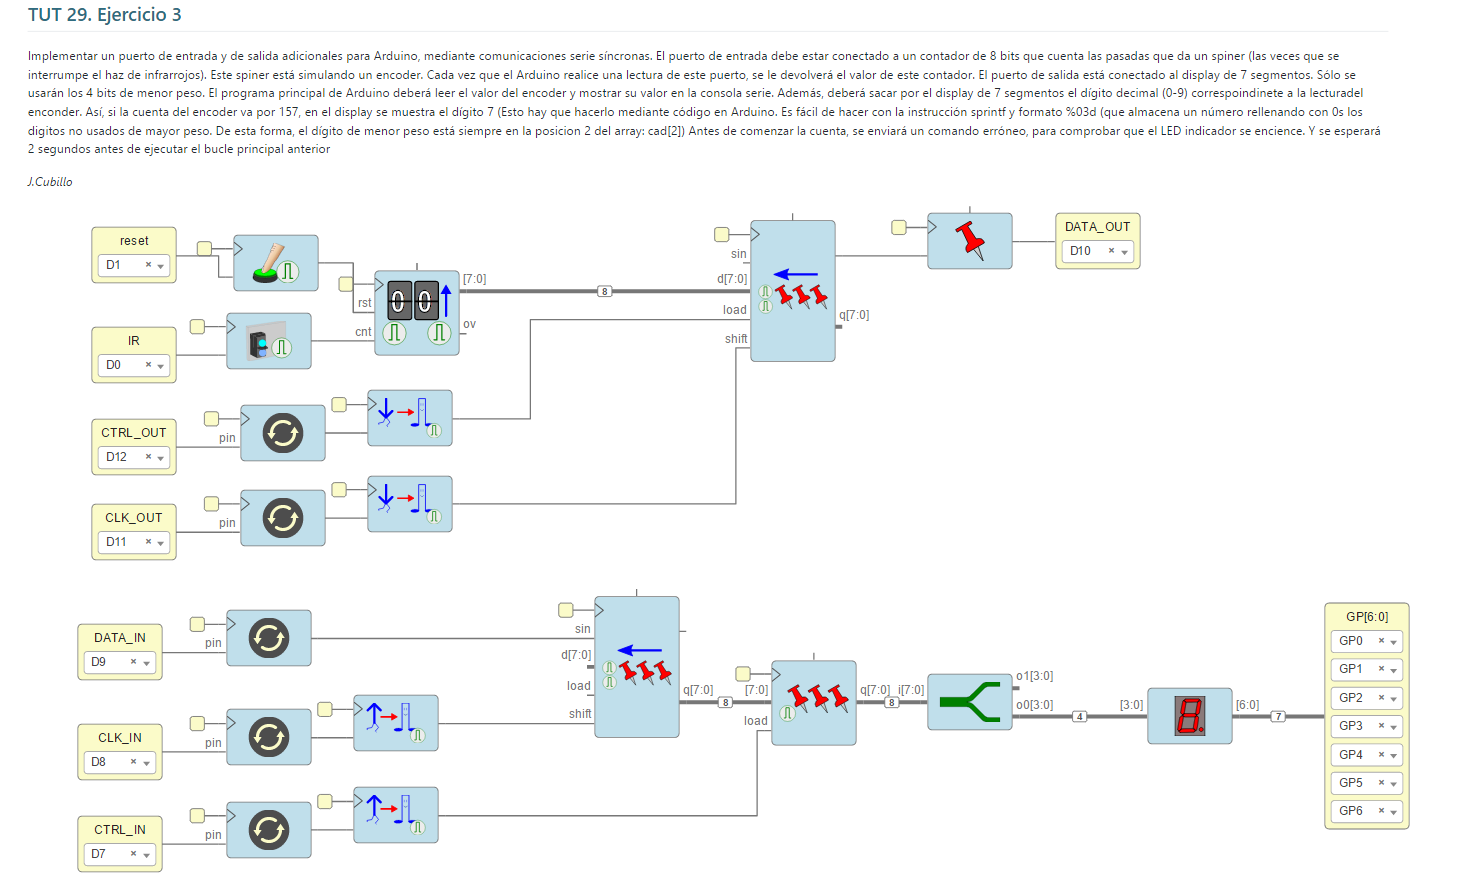 TUT 29. Ejercicio 3
Implementar un puerto de entrada y de salida adicionales para Arduino, mediante comunicaciones serie síncronas. El puerto de entrada debe estar conectado a un contador de 8 bits que cuenta las pasadas que da un spiner (las veces que se
interrumpe el haz de infrarrojos). Este spiner está simulando un encoder. Cada vez que el Arduino realice una lectura de este puerto, se le devolverá el valor de este contador. El puerto de salida está conectado al display de 7 segmentos. Sólo se
usarán los 4 bits de menor peso. El programa principal de Arduino deberá leer el valor del encoder y mostrar su valor en la consola serie. Además, deberá sacar por el display de 7 segmentos el dígito decimal (0-9) correspoindinete a la lecturadel
enconder. Así, si la cuenta del encoder va por 157, en el display se muestra el dígito 7 (Esto hay que hacerlo mediante código en Arduino. Es fácil de hacer con la instrucción sprintf y formato %03d (que almacena un número rellenando con 0s los
digitos no usados de mayor peso. De esta forma, el dígito de menor peso está siempre en la posicion 2 del array: cad[2]) Antes de comenzar la cuenta, se enviará un comando erróneo, para comprobar que el LED indicador se encience. Y se esperará
2 segundos antes de ejecutar el bucle principal anterior
J.Cubillo
reset
D1
IR
D0
CTRL_OUT
D12
pin
CLK_OUT
D11
pin
rst
cnt
00
[7:0]
ov
8
sin
d[7:0]
load
shift
q[7:0]
DATA_OUT
D10
DATA_IN
D9
pin
CLK_IN
D8
pin
CTRL_IN
D7
pin
sin
d[7:0]
load
shift
q[7:0]
8
[7:0]
load
q[7:0]
8
i[7:0]
o1[3:0]
o0[3:0]
4
[3:0]
8.
[6:0]
7
GP[6:0]
GP0
GP1
GP2
GP3
GP4
GP5
GP6